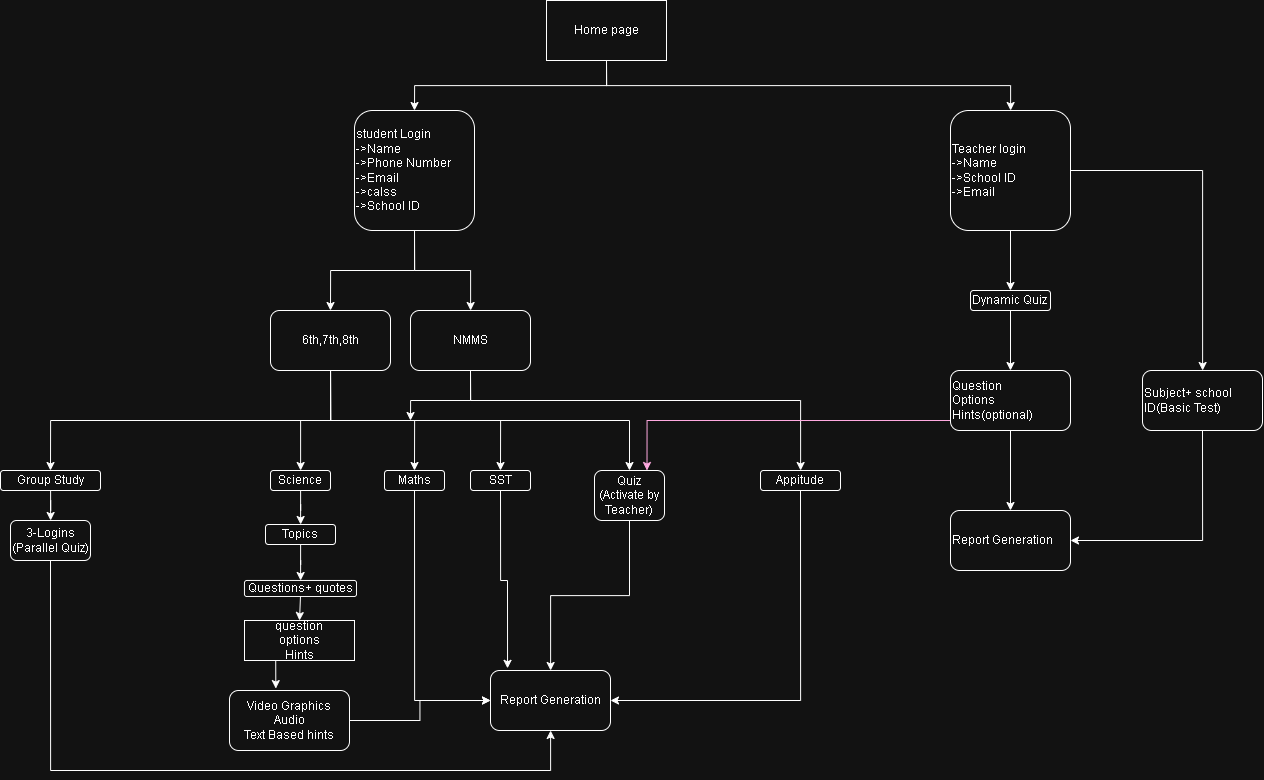 Home page
student Login
->Name
->Phone Number
->Email
->calss
->School ID
Teacher login
->Name
->School ID
->Email
Dynamic Quiz
6th,7th,8th
NMMS
Question
Options
Hints(optional)
Subject+ school
ID(Basic Test)
Group Study
Science
Maths
SST
Quiz
(Activate by
Teacher)
Appitude
3-Logins
(Parallel Quiz)
Topics
Report Generation
Questions+ quotes
question
options
Hints
Video Graphics
Audio
Text Based hints
Report Generation